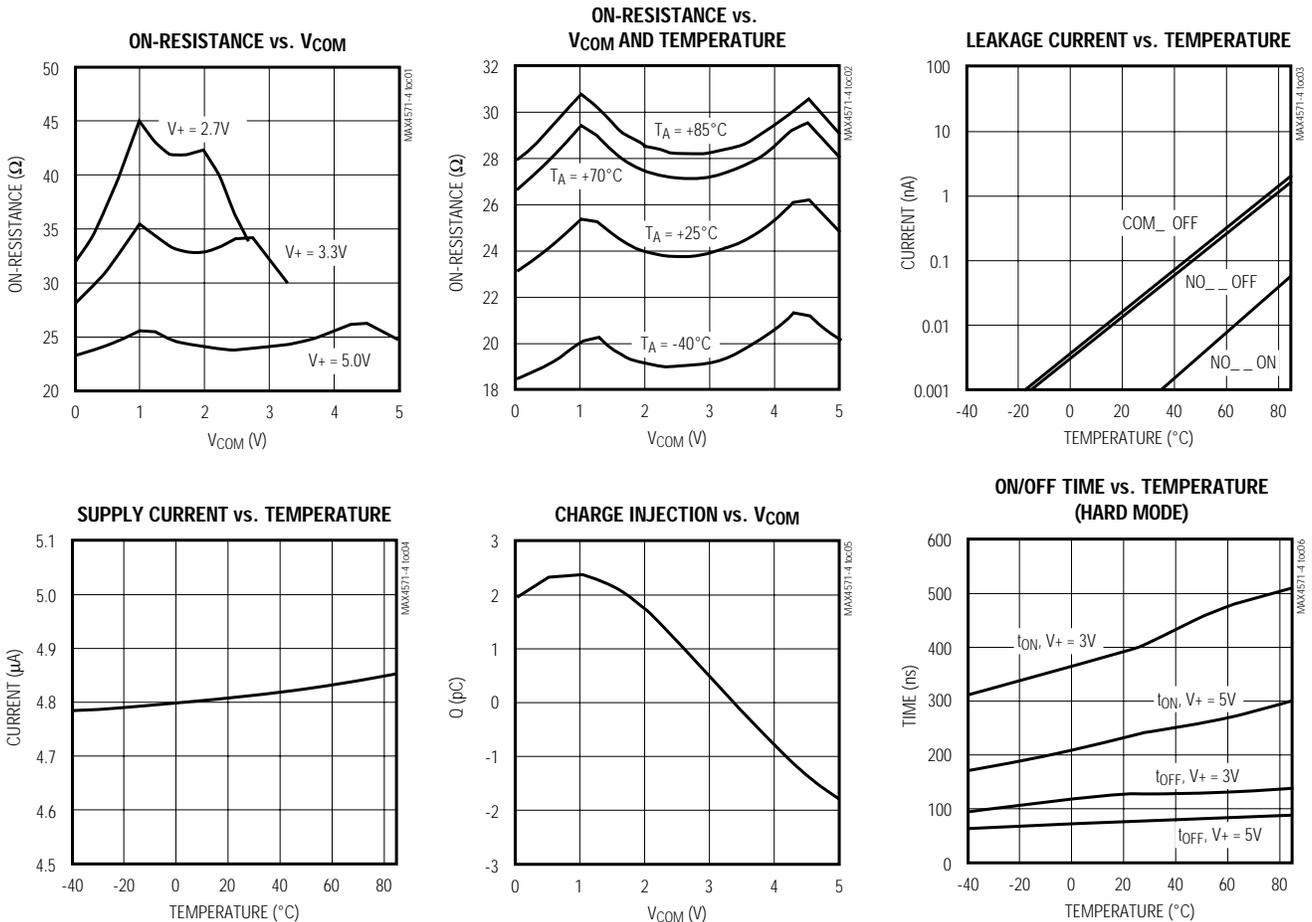 ON-RESISTANCE vs. VCOM
50
45
40
35
30
25
20
ON-RESISTANCE (Ω)
V+ = 2.7V
V+ = 3.3V
V+ = 5.0V
0 1 2 3 4 5
VCOM (V)
MAX4571-4 toc01
ON-RESISTANCE vs.
VCOM AND TEMPERATURE
32
30
28
26
24
22
20
18
ON-RESISTANCE (Ω)
TA = +85°C
TA = +70°C
TA = +25°C
TA = -40°C
0 1 2 3 4 5
VCOM (V)
MAX4571-4 toc02
LEAKAGE CURRENT vs. TEMPERATURE
100
10
1
0.1
0.01
0.001
CURRENT (nA)
COM_ OFF
NO_ _ OFF
NO_ _ ON
-40 -20 0 20 40 60 80
TEMPERATURE (°C)
MAX4571-4 toc03
SUPPLY CURRENT vs. TEMPERATURE
5.1
5.0
4.9
4.8
4.7
4.6
4.5
CURRENT (µA)
-40 -20 0 20 40 60 80
TEMPERATURE (°C)
MAX4571-4 toc04
CHARGE INJECTION vs. VCOM
3
2
1
0
-1
-2
-3
Q (pC)
0 1 2 3 4 5
VCOM (V)
MAX4571-4 toc05
ON/OFF TIME vs. TEMPERATURE
(HARD MODE)
600
500
400
300
200
100
0
TIME (ns)
tON, V+ = 3V
tON, V+ = 5V
tOFF, V+ = 3V
tOFF, V+ = 5V
-40 -20 0 20 40 60 80
TEMPERATURE (°C)
MAX4571-4 toc06